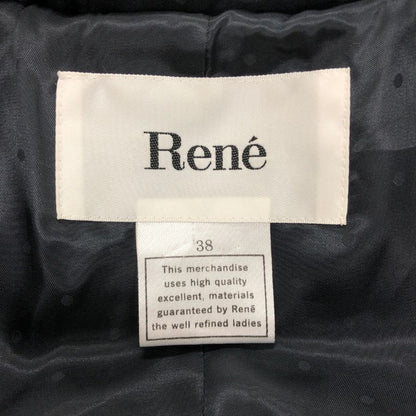 René
38
This merchandise
uses high quality
excellent, materials
guaranteed by René
the well refined ladies